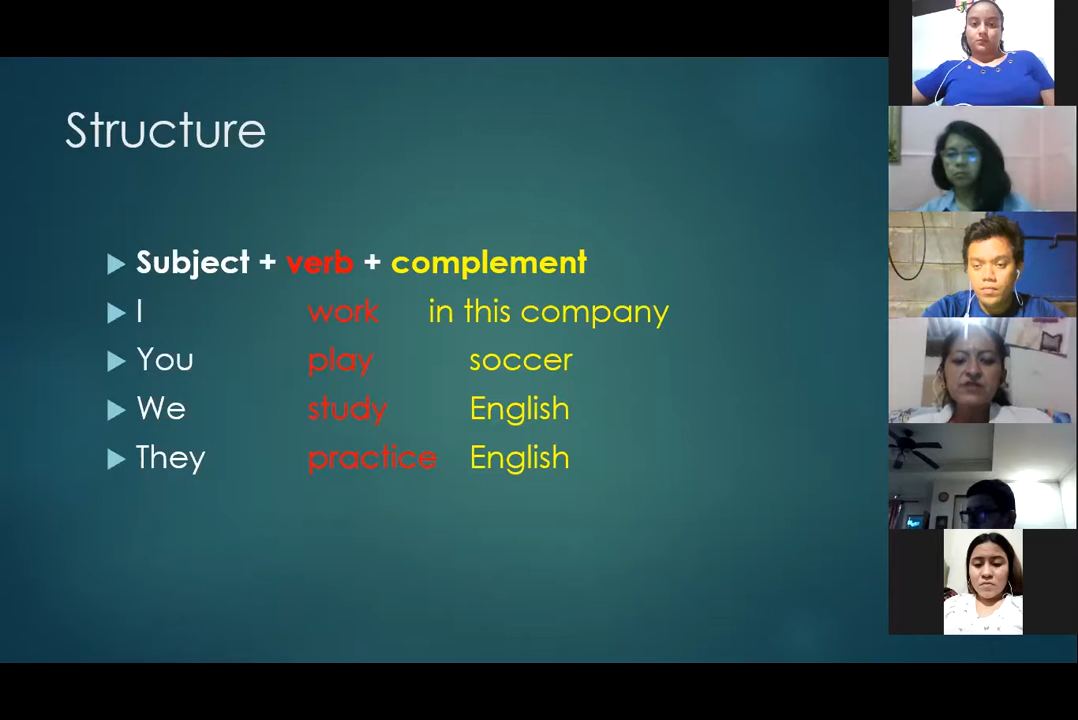 Structure
Subject + verb + complement
I work in this company
You play soccer
We study English
They practice English